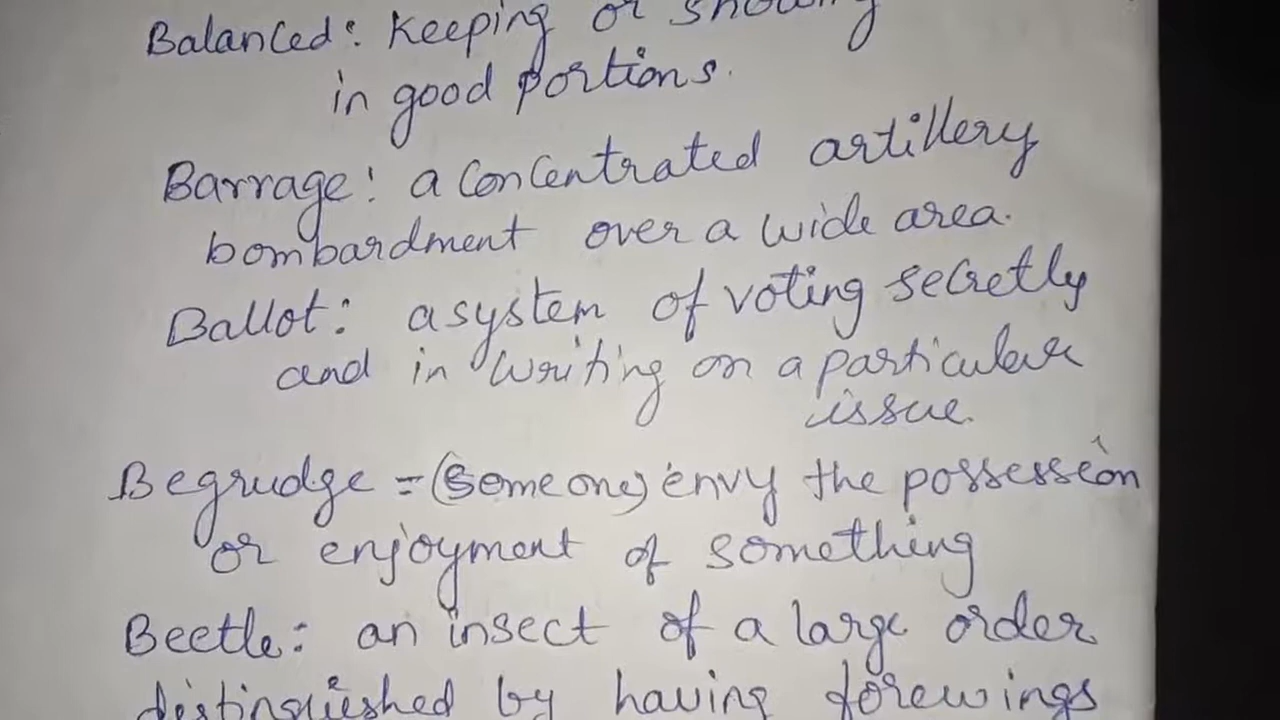 Balanced: Keeping or showing
in good portions.
Barrage: a concentrated artillery
bombardment over a wide area.
Ballot: a system of voting secretly
and in writing on a particular
issue.
Begrudge = (Someone) envy the possession
or enjoyment of something
Beetle: an insect of a large order
distinguished by having forewings